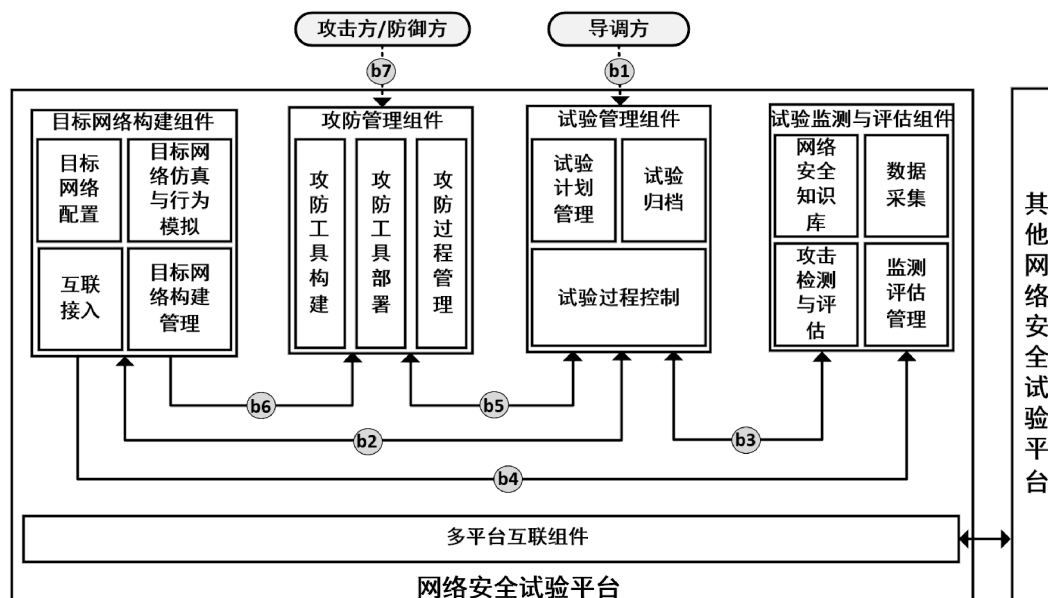 攻击方/防御方
导调方
b7
b1
目标网络构建组件
目标
网络
配置
目标网
络仿真
与行为
模拟
互联
接入
目标网
络构建
管理
攻防管理组件
攻防工具构建
攻防工具部署
攻防过程管理
试验管理组件
试验
计划
管理
试验
归档
试验过程控制
试验监测与评估组件
网络
安全
知识
库
数据
采集
攻击
检测
与评
估
监测
评估
管理
b6
b5
b2
b3
b4
多平台互联组件
网络安全试验平台
其他网络安全试验平台